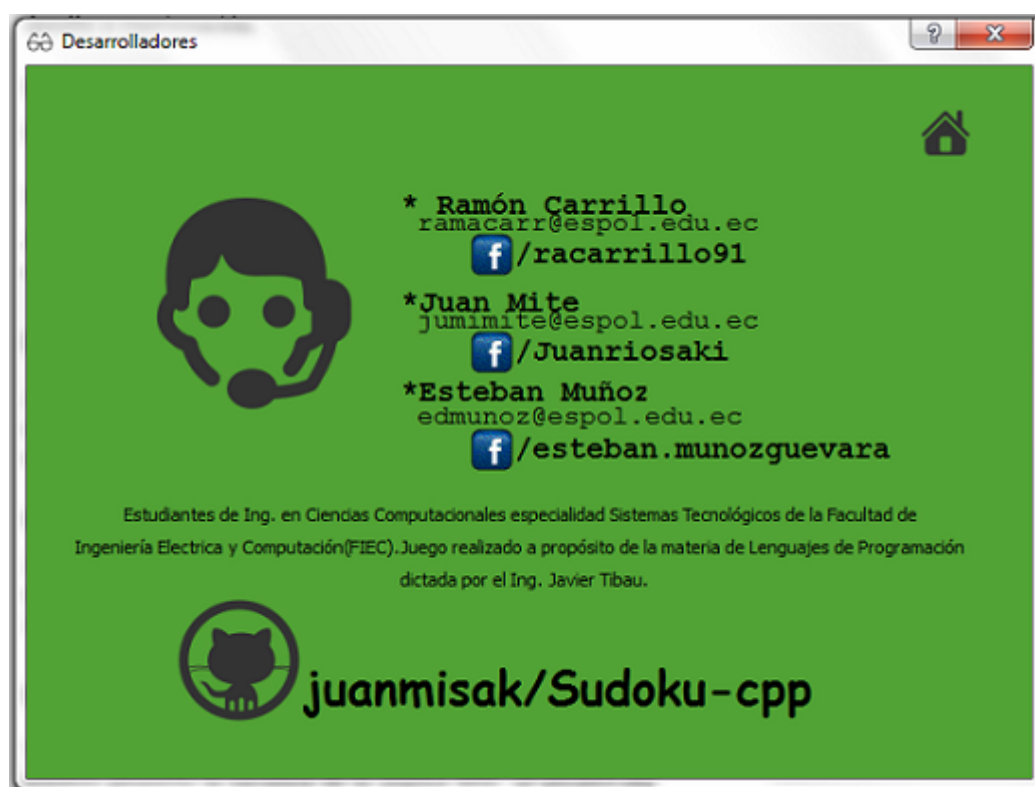 Desarrolladores
* Ramón Carrillo
ramacarr@espol.edu.ec
f/racarrillo91
*Juan Mite
jumimite@espol.edu.ec
f/Juanriosaki
*Esteban Muñoz
edmunoz@espol.edu.ec
f/esteban.munozguevara
Estudiantes de Ing. en Ciencias Computacionales especialidad Sistemas Tecnológicos de la Facultad de
Ingeniería Electrica y Computación(FIEC).Juego realizado a propósito de la materia de Lenguajes de Programación
dictada por el Ing. Javier Tibau.
juanmisak/Sudoku-cpp